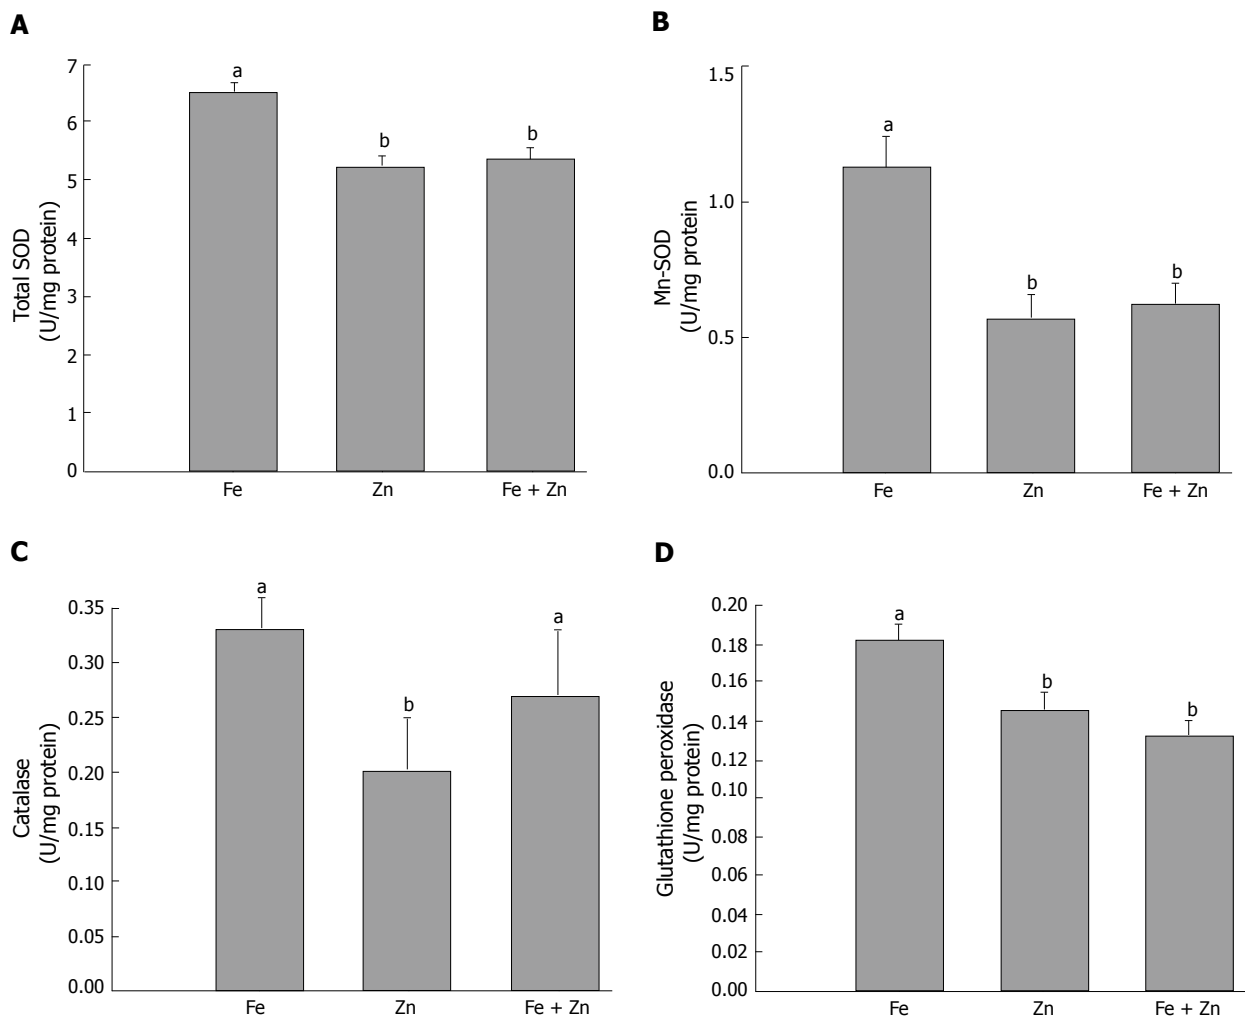 A
Total SOD
(U/mg protein)
7
6
5
4
3
2
1
0
a
b
b
Fe
Zn
Fe + Zn
B
Mn-SOD
(U/mg protein
1.5
1.0
0.5
0.0
a
b
b
Fe
Zn
Fe + Zn
C
Catalase
(U/mg protein)
0.35
0.30
0.25
0.20
0.15
0.10
0.05
0.00
a
b
a
Fe
Zn
Fe + Zn
D
Glutathione peroxidase
(U/mg protein)
0.20
0.18
0.16
0.14
0.12
0.10
0.08
0.06
0.04
0.02
0.00
a
b
b
Fe
Zn
Fe + Zn